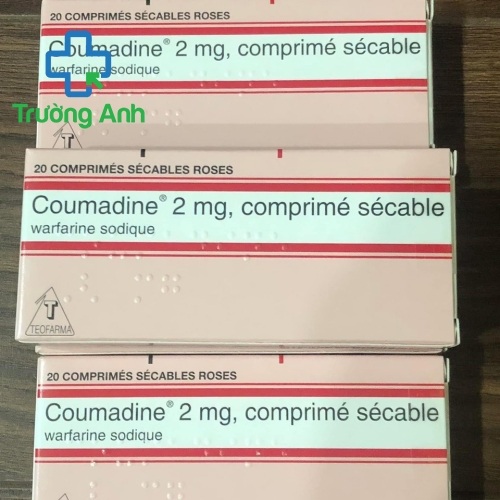 20 COMPRIMÉS SÉCABLES ROSES
Coumadine® 2 mg, comprimé sécable
warfarine sodique
Trường Anh
T
20 COMPRIMÉS SÉCABLES ROSES
Coumadine® 2 mg, comprimé sécable
warfarine sodique
T
TEOFARMA
20 COMPRIMÉS SÉCABLES ROSES
Coumadine® 2 mg, comprimé sécable
warfarine sodique